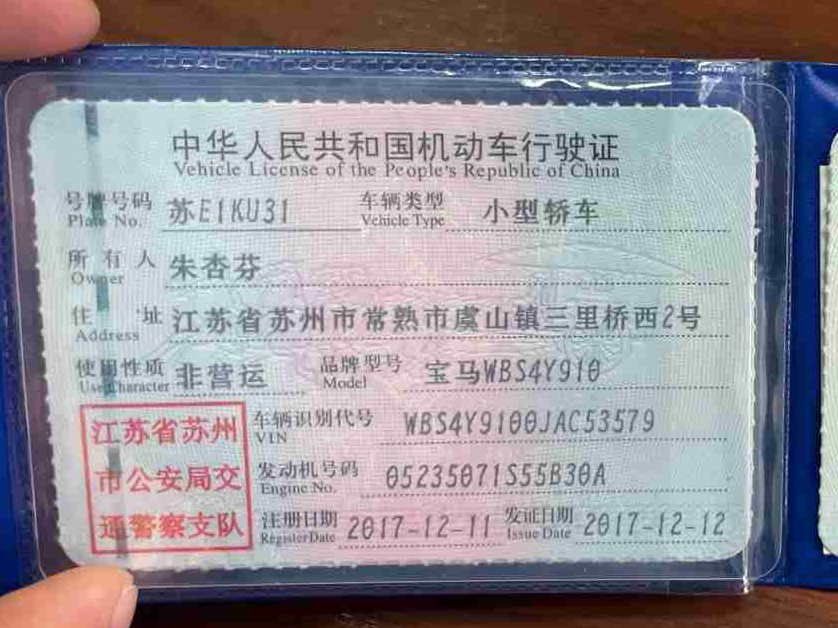 中华人民共和国机动车行驶证
Vehicle License of the People's Republic of China
号牌号码 苏E1KU31 车辆类型 小型轿车
Plate No. Vehicle Type
所有人 朱杏芬
Owner
住址 江苏省苏州市常熟市虞山镇三里桥西2号
Address
使用性质 非营运 品牌型号 宝马WBS4Y910
Use Character Model
江苏省苏州
市公安局交
通警察支队
车辆识别代号 WBS4Y9100JAC53579
VIN
发动机号码 05235071S55B30A
Engine No.
注册日期 2017-12-11 发证日期 2017-12-12
Register Date Issue Date